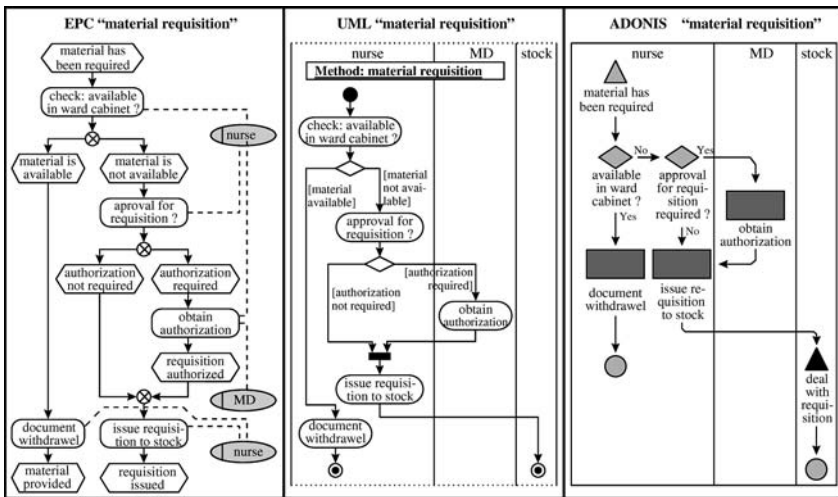 EPC “material requisition”
material has
been required
check: available
in ward cabinet ?
nurse
material is
available
material is
not available
aproval for
requisition ?
authorization
not required
authorization
required
obtain
authorization
requisition
authorized
MD
document
withdrawel
issue requi-
sition to stock
nurse
material
provided
requisition
issued
UML “material requisition”
nurse
MD
stock
Method: material requisition
check: available
in ward cabinet ?
[material
available]
[material
not avai-
lable]
approval for
requisition ?
[authorization
required]
[authorization
not required]
obtain
authorization
issue requisi-
tion to stock
document
withdrawel
ADONIS “material requisition”
nurse
MD
stock
material has
been required
No
Yes
available
in ward
cabinet ?
approval
for requi-
sition
required ?
Yes
No
obtain
authorization
document
withdrawel
issue re-
quisition
to stock
deal
with
requi-
sition